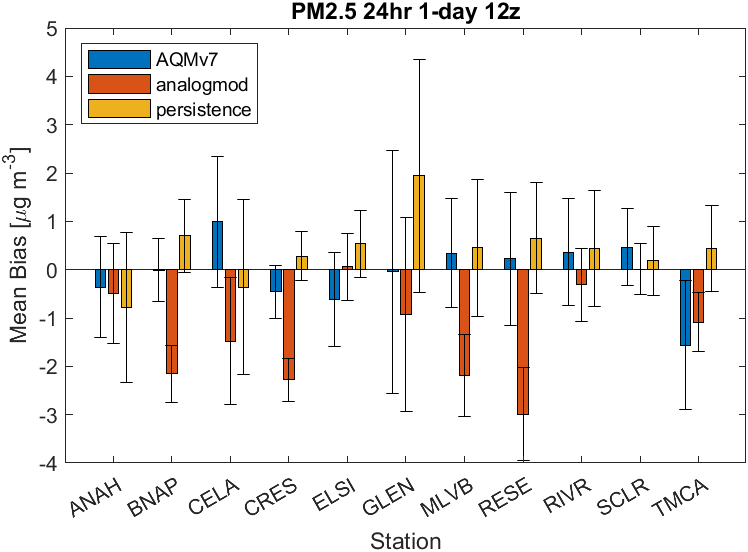 PM2.5 24hr 1-day 12z
5
4
3
2
1
0
-1
-2
-3
-4
Mean Bias [μg m⁻³]
AQMv7
analogmod
persistence
ANAH BNAP CELA CRES ELSI GLEN MLVB RESE RIVR SCLR TMCA
Station